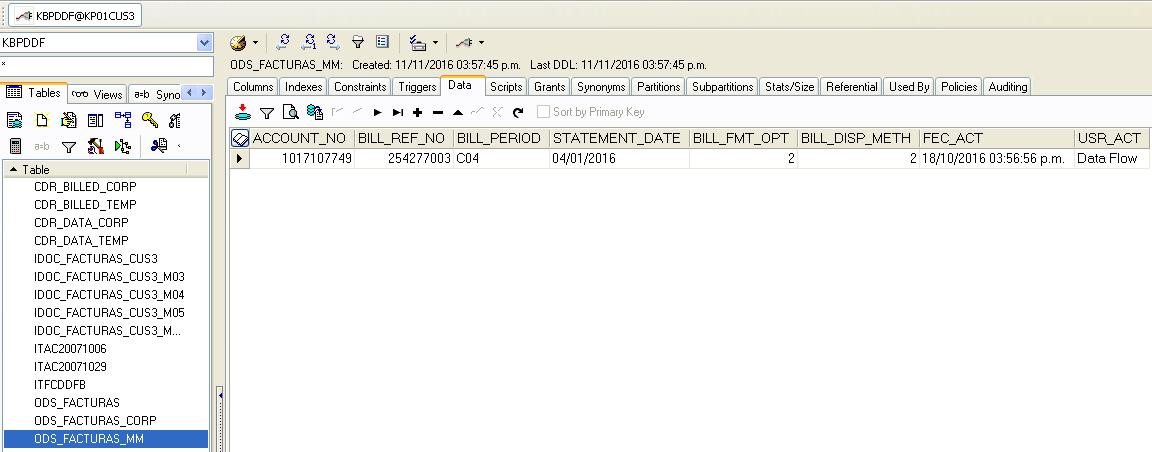 KBPDDF@KP01CUS3
KBPDDF
*
Tables Views Syno
Table
CDR_BILLED_CORP
CDR_BILLED_TEMP
CDR_DATA_CORP
CDR_DATA_TEMP
IDOC_FACTURAS_CUS3
IDOC_FACTURAS_CUS3_M03
IDOC_FACTURAS_CUS3_M04
IDOC_FACTURAS_CUS3_M05
IDOC_FACTURAS_CUS3_M...
ITAC20071006
ITAC20071029
ITFCDDFB
ODS_FACTURAS
ODS_FACTURAS_CORP
ODS_FACTURAS_MM
ODS_FACTURAS_MM: Created: 11/11/2016 03:57:45 p.m. Last DDL: 11/11/2016 03:57:45 p.m.
Columns Indexes Constraints Triggers Data Scripts Grants Synonyms Partitions Subpartitions Stats/Size Referential Used By Policies Auditing
Sort by Primary Key
ACCOUNT_NO BILL_REF_NO BILL_PERIOD STATEMENT_DATE BILL_FMT_OPT BILL_DISP_METH FEC_ACT USR_ACT
1017107749 254277003 C04 04/01/2016 2 2 18/10/2016 03:56:56 p.m. Data Flow